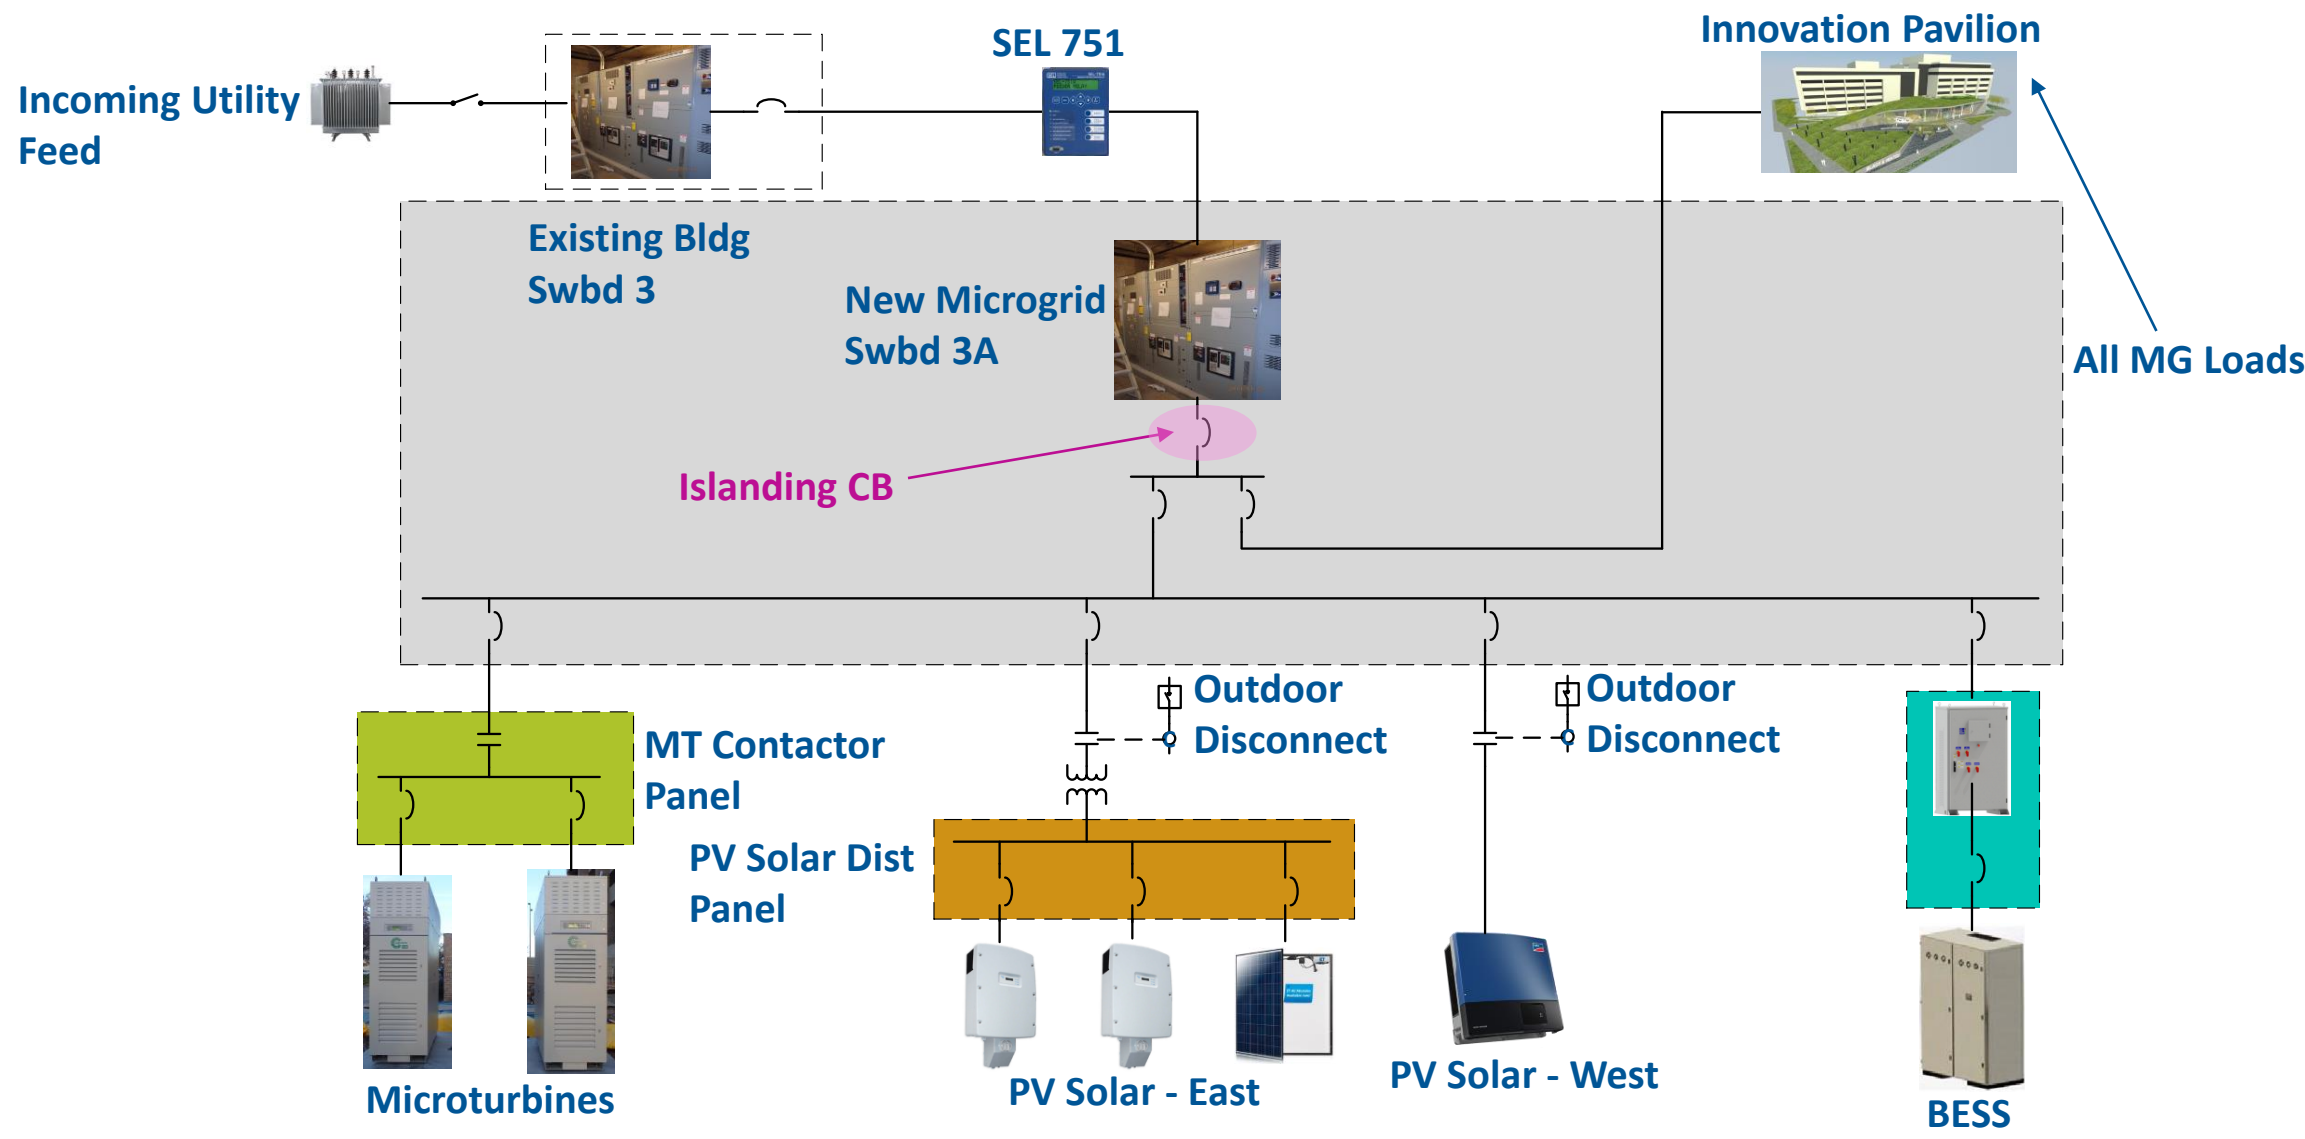 SEL 751
Innovation Pavilion
Incoming Utility
Feed
Existing Bldg
Swbd 3
New Microgrid
Swbd 3A
All MG Loads
Islanding CB
Outdoor
Disconnect
Outdoor
Disconnect
MT Contactor
Panel
PV Solar Dist
Panel
Microturbines
PV Solar - East
PV Solar - West
BESS